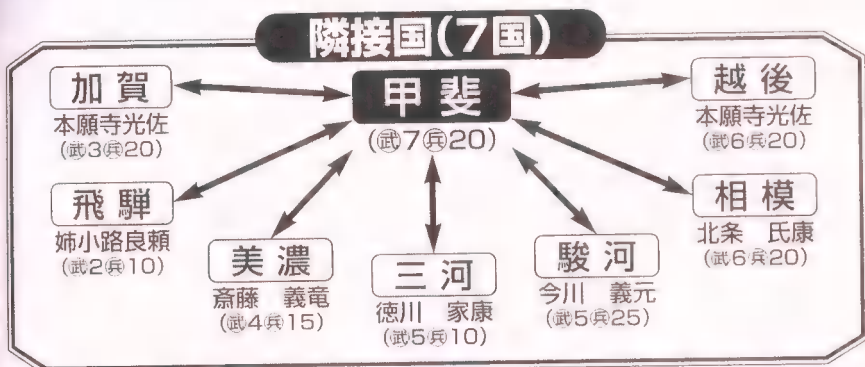 隣接国(7国)
甲斐
(武7兵20)
加賀
本願寺光佐
(武3兵20)
飛騨
姉小路良頼
(武2兵10)
美濃
斎藤 義竜
(武4兵15)
三河
徳川 家康
(武5兵10)
駿河
今川 義元
(武5兵25)
相模
北条 氏康
(武6兵20)
越後
本願寺光佐
(武6兵20)